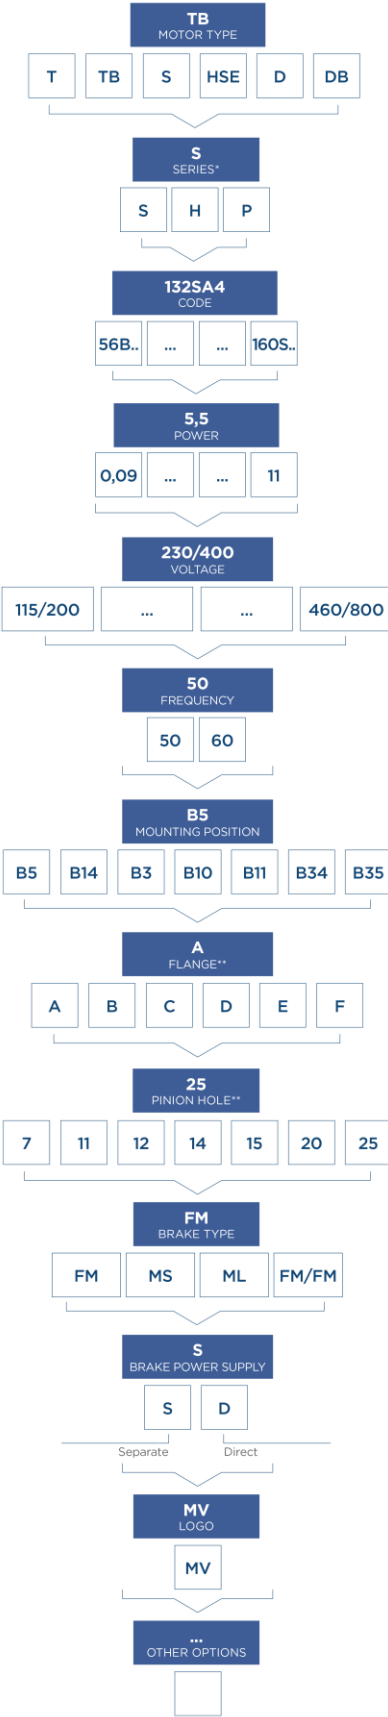 TB
MOTOR TYPE
T TB S HSE D DB
S
SERIES*
S H P
132SA4
CODE
56B.. ... ... 160S..
5,5
POWER
0,09 ... ... 11
230/400
VOLTAGE
115/200 ... ... 460/800
50
FREQUENCY
50 60
B5
MOUNTING POSITION
B5 B14 B3 B10 B11 B34 B35
A
FLANGE**
A B C D E F
25
PINION HOLE**
7 11 12 14 15 20 25
FM
BRAKE TYPE
FM MS ML FM/FM
S
BRAKE POWER SUPPLY
S D
Separate Direct
MV
LOGO
MV
...
OTHER OPTIONS